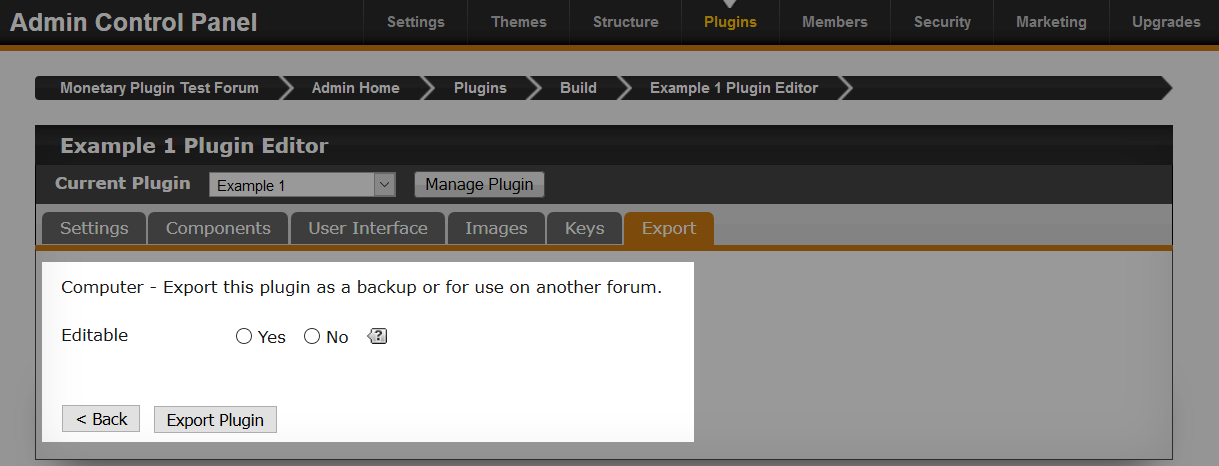 Admin Control Panel Settings Themes Structure Plugins Members Security Marketing Upgrades
Monetary Plugin Test Forum Admin Home Plugins Build Example 1 Plugin Editor
Example 1 Plugin Editor
Current Plugin Example 1 Manage Plugin
Settings Components User Interface Images Keys Export
Computer - Export this plugin as a backup or for use on another forum.
Editable Yes No ?
< Back Export Plugin